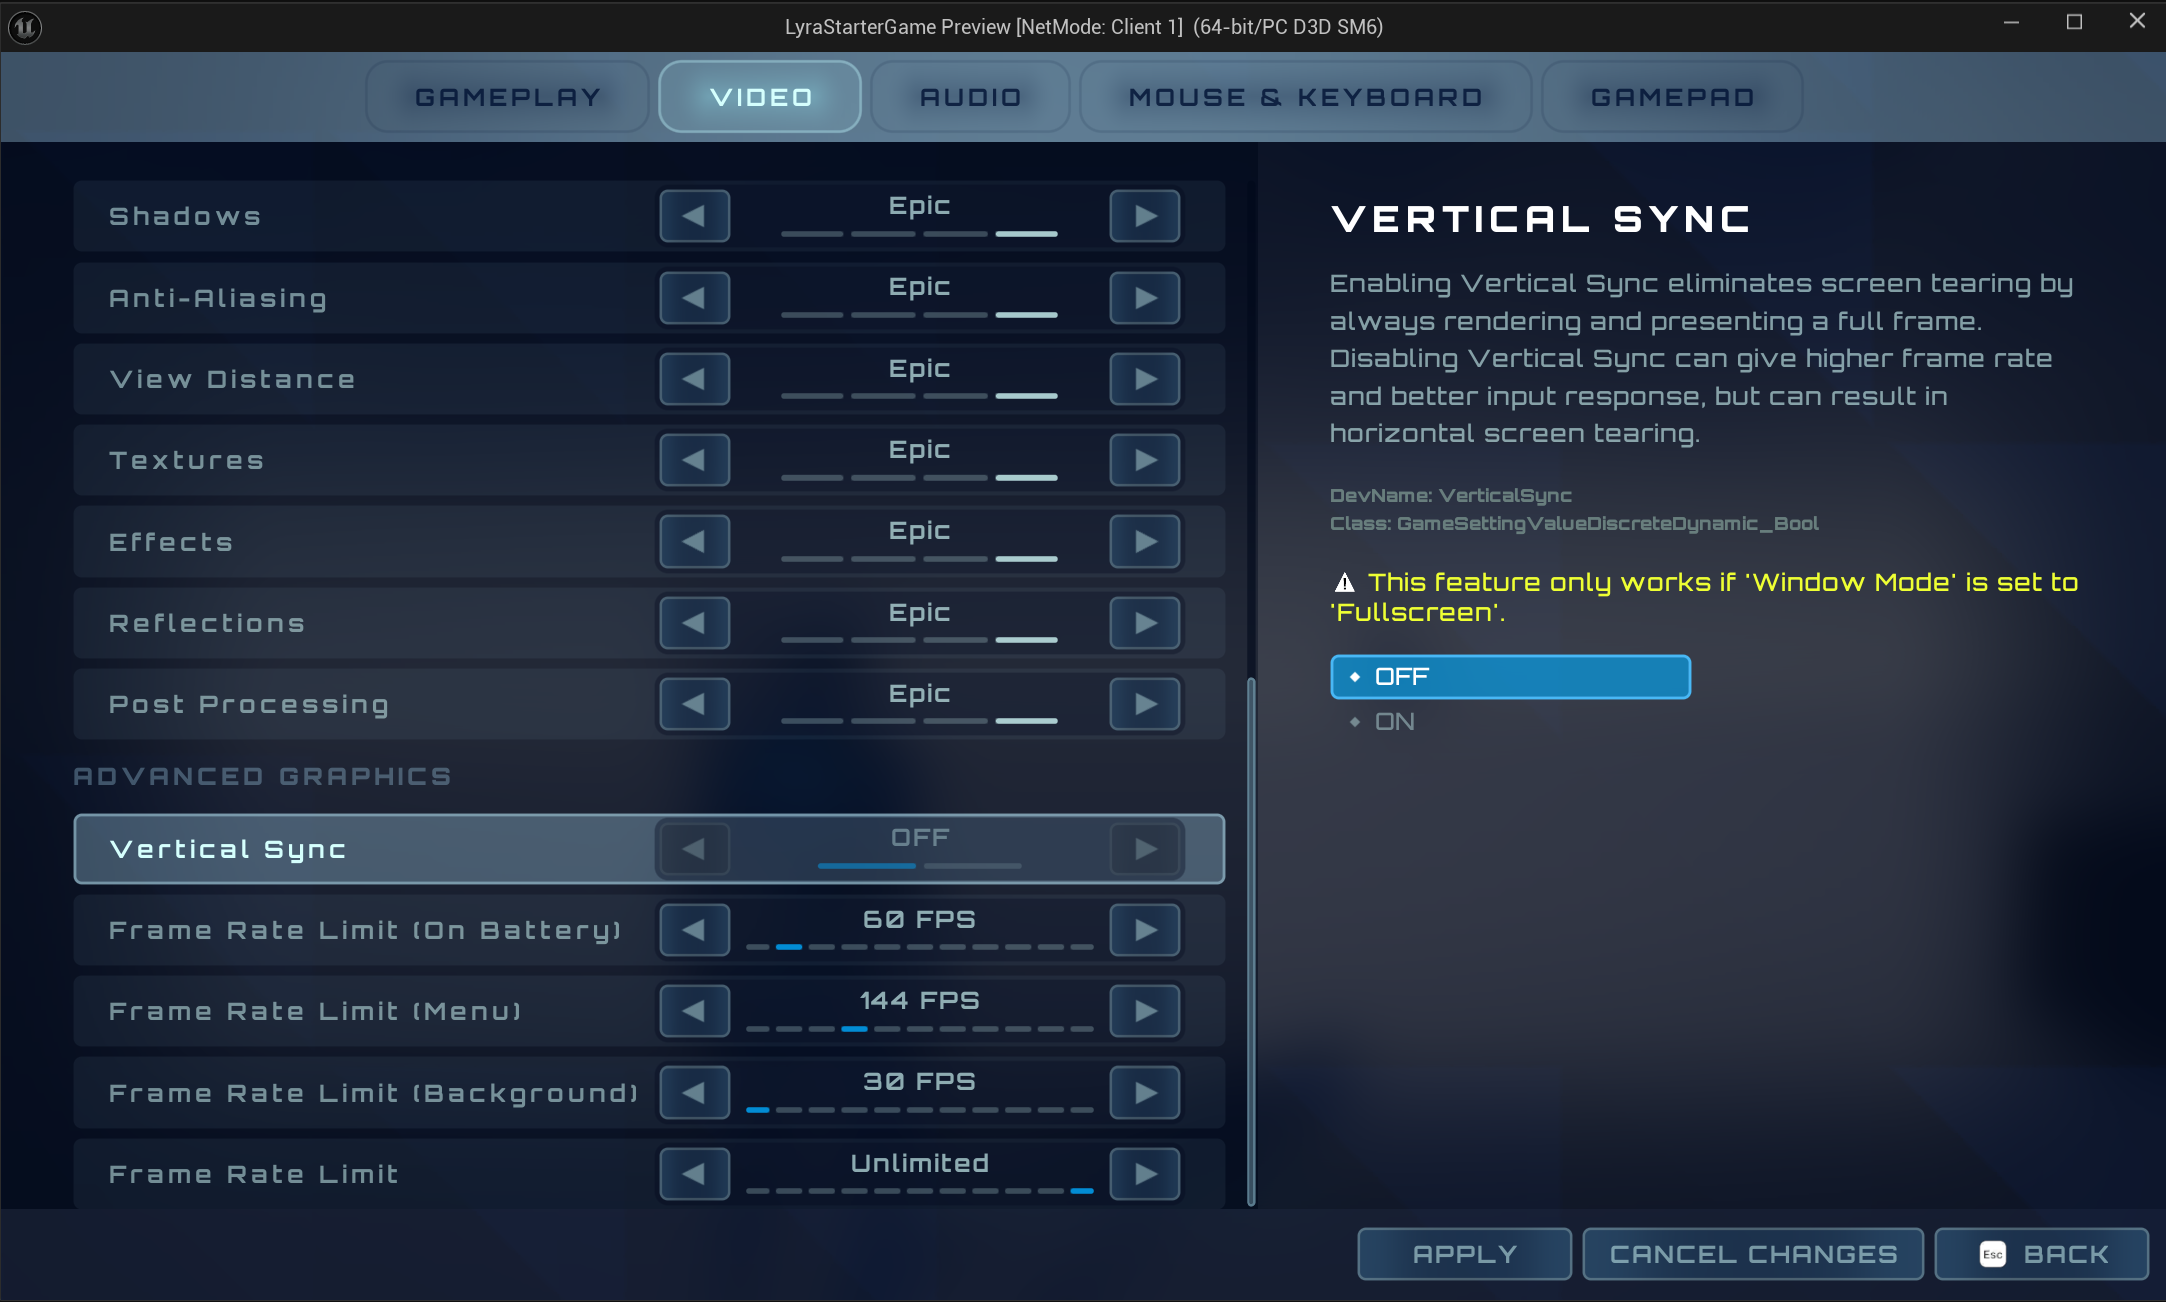 LyraStarterGame Preview [NetMode: Client 1] (64-bit/PC D3D SM6)
GAMEPLAY
VIDEO
AUDIO
MOUSE & KEYBOARD
GAMEPAD
Shadows
Epic
Anti-Aliasing
Epic
View Distance
Epic
Textures
Epic
Effects
Epic
Reflections
Epic
Post Processing
Epic
ADVANCED GRAPHICS
Vertical Sync
OFF
Frame Rate Limit (On Battery)
60 FPS
Frame Rate Limit (Menu)
144 FPS
Frame Rate Limit (Background)
30 FPS
Frame Rate Limit
Unlimited
VERTICAL SYNC
Enabling Vertical Sync eliminates screen tearing by
always rendering and presenting a full frame.
Disabling Vertical Sync can give higher frame rate
and better input response, but can result in
horizontal screen tearing.
DevName: VerticalSync
Class: GameSettingValueDiscreteDynamic_Bool
⚠ This feature only works if 'Window Mode' is set to
'Fullscreen'.
OFF
ON
APPLY
CANCEL CHANGES
Esc BACK